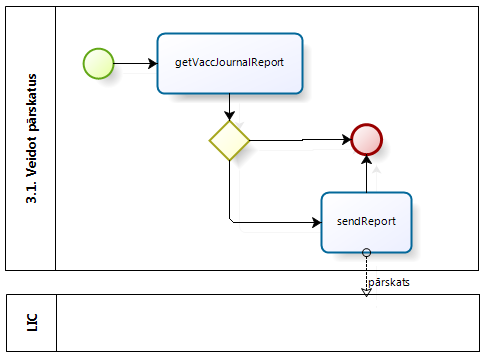 3.1. Veidot pārskatus
getVaccJournalReport
sendReport
pārskats
LIC